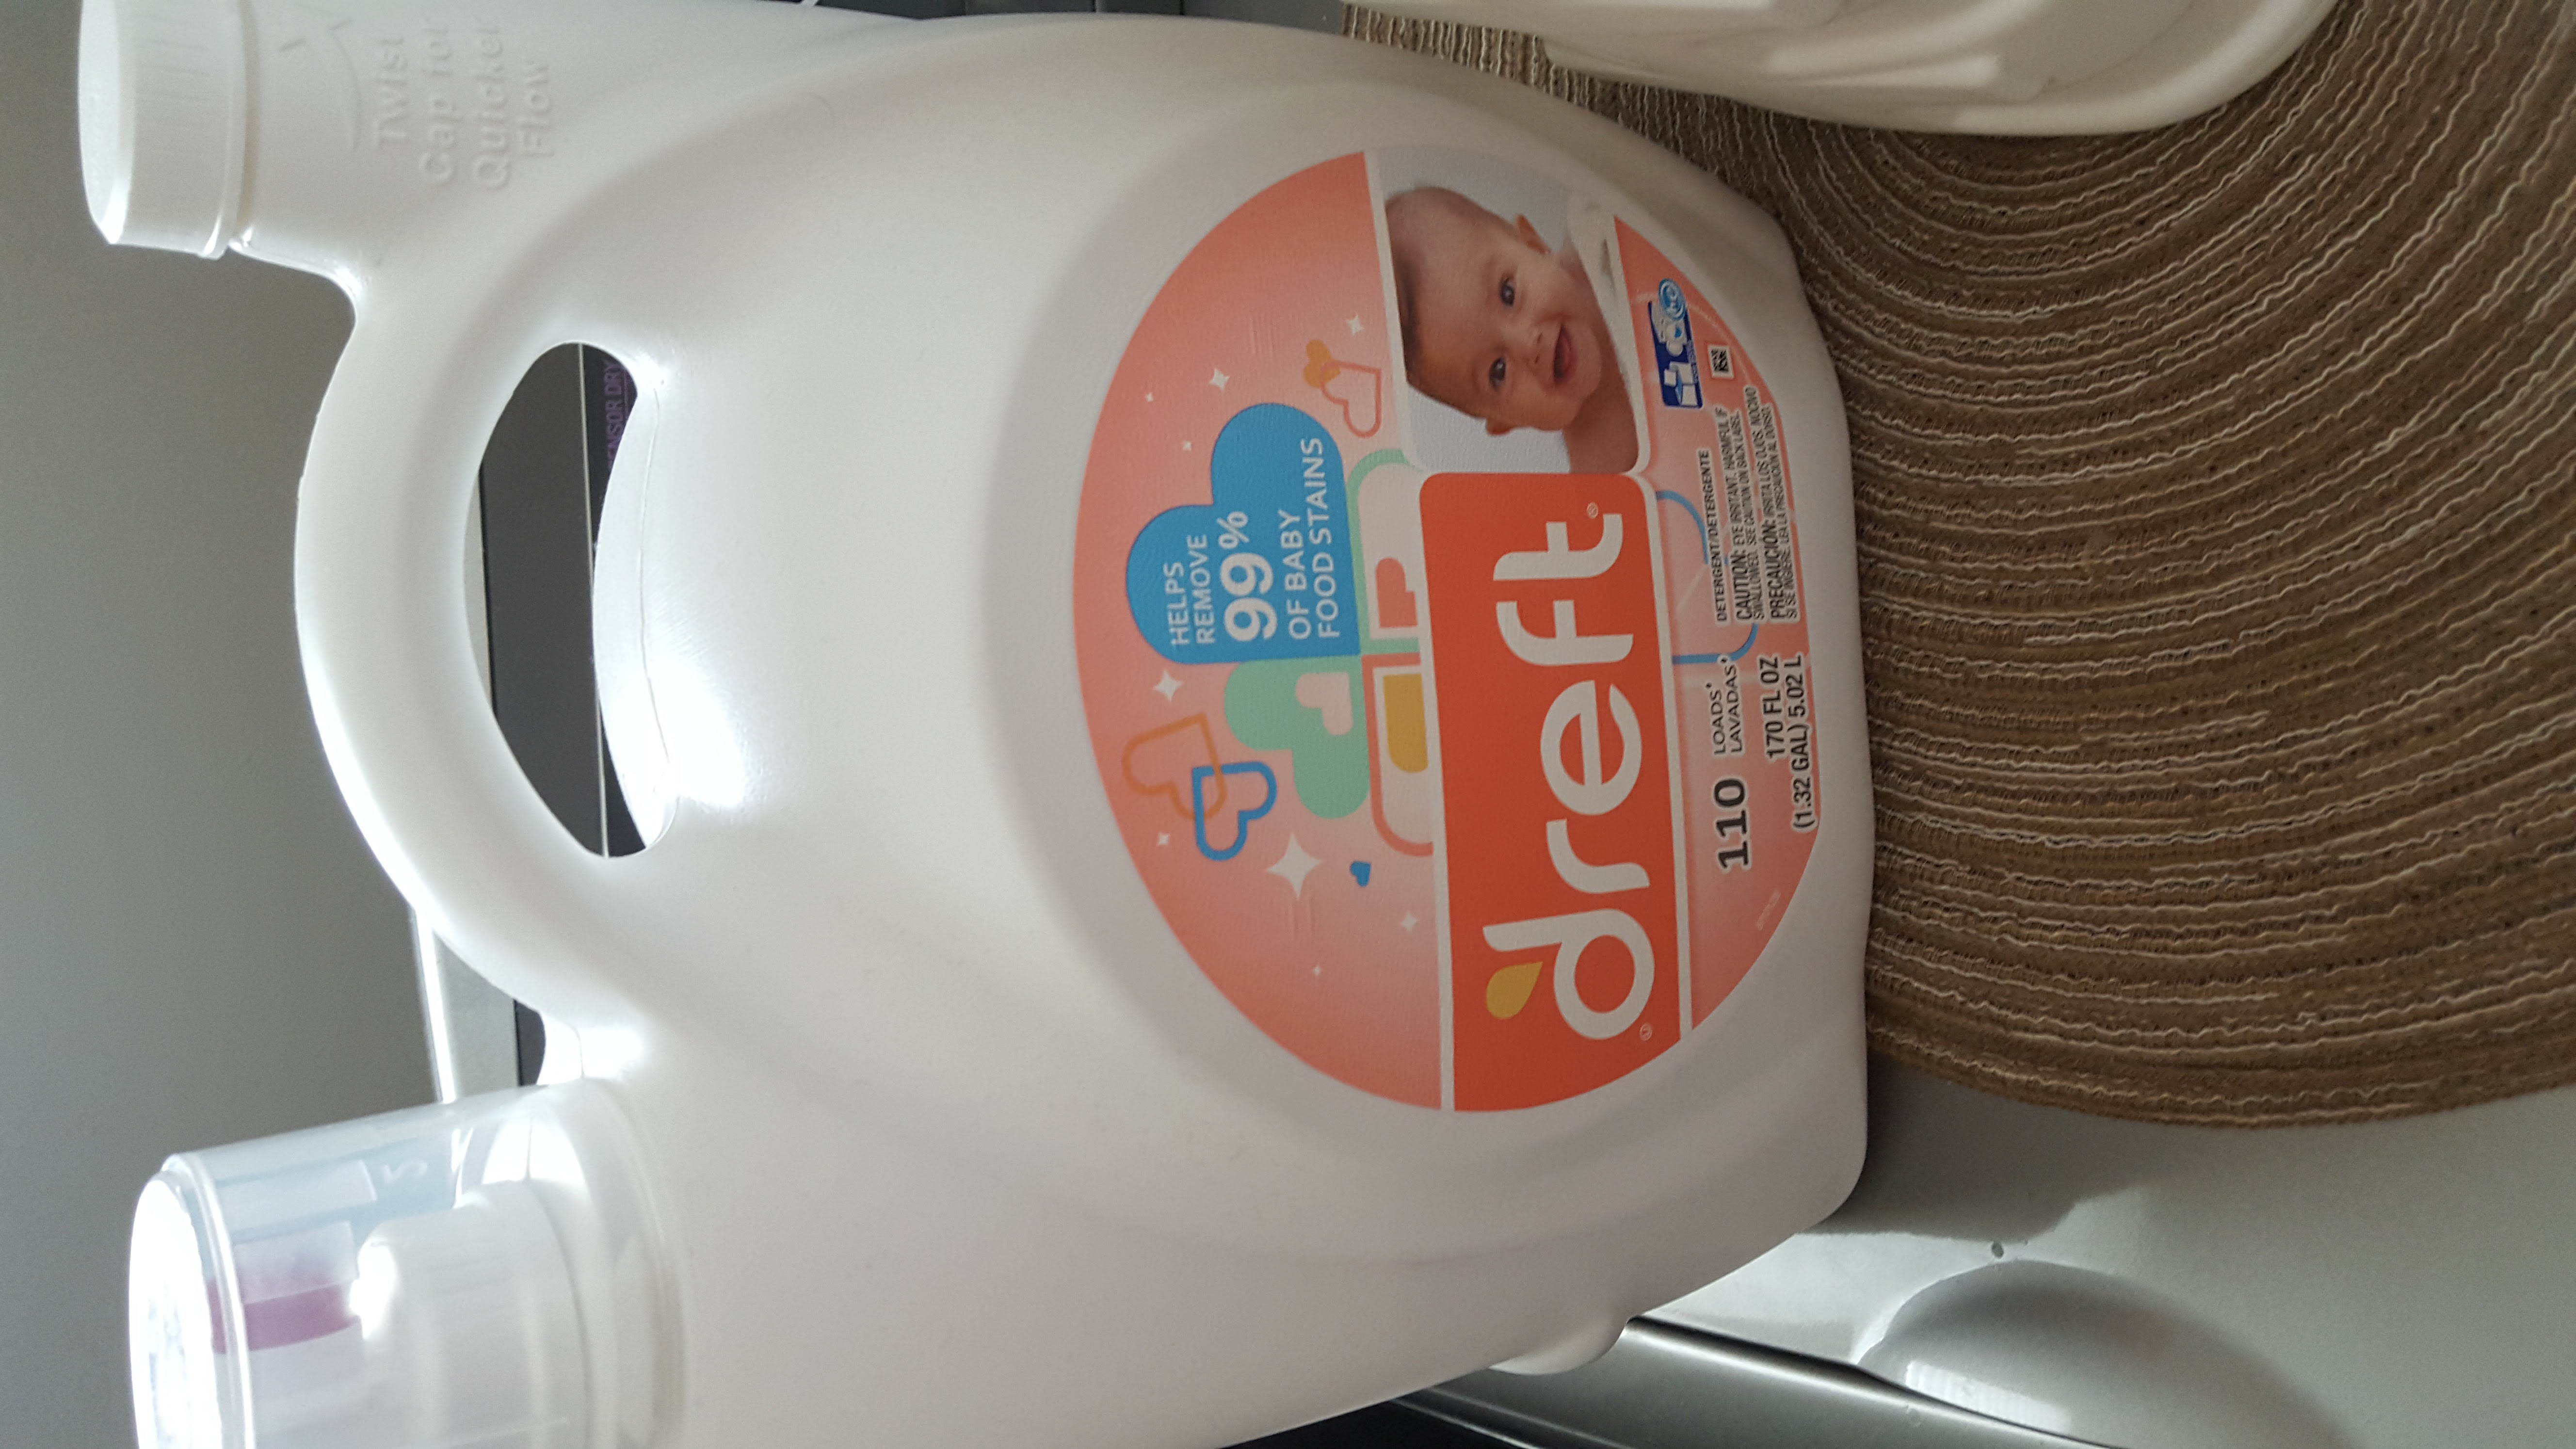 Twist
Cap for
Quicker
Flow
SENSOR DRY
HELPS
REMOVE
99%
OF BABY
FOOD STAINS
dreft®
110 LOADS*
LAVADAS*
170 FL OZ
(1.32 GAL) 5.02 L
DETERGENT/DETERGENTE
CAUTION: EYE IRRITANT. HARMFUL IF
SWALLOWED. SEE CAUTION ON BACK LABEL.
PRECAUCIÓN: IRRITA LOS OJOS. NOCIVO
SI SE INGIERE. LEA LA PRECAUCIÓN AL DORSO.
he